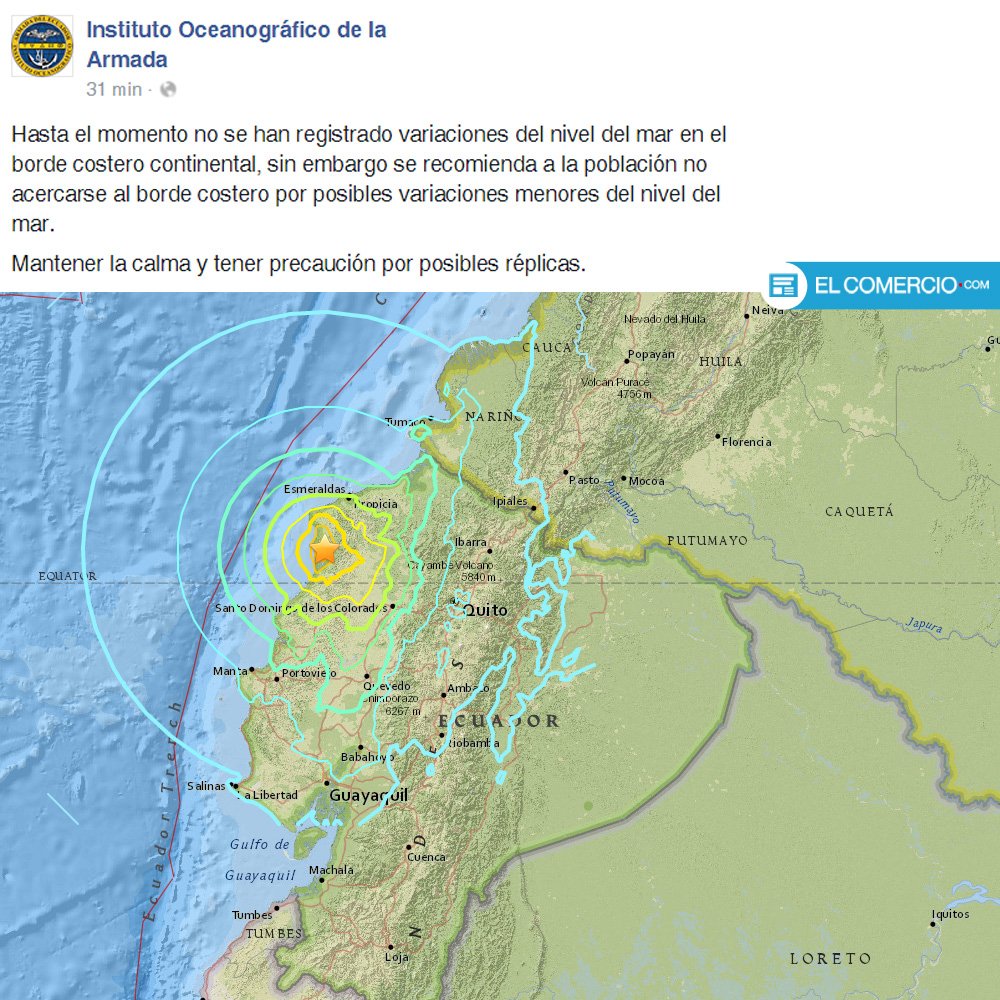 Instituto Oceanográfico de la
Armada
31 min ·
Hasta el momento no se han registrado variaciones del nivel del mar en el
borde costero continental, sin embargo se recomienda a la población no
acercarse al borde costero por posibles variaciones menores del nivel del
mar.
Mantener la calma y tener precaución por posibles réplicas.
EL COMERCIO.COM
C
Nevado del Huila
Neiva
CAUCA
Popayán
HUILA
Volcán Puracé
4756 m
Tumaco
NARIÑO
Florencia
Esmeraldas
Propicia
Pasto
Mocoa
Ipiales
Putumayo
CAQUETÁ
Ibarra
PUTUMAYO
Cayambe Volcano
5840 m
EQUATOR
Santo Domingo de los Colorados
Quito
Japura
S
Manta
Portoviejo
Quevedo
Chimborazo
6267 m
Ambato
ECUADOR
E
Riobamba
Babahoyo
Salinas
La Libertad
Guayaquil
Ecuador Trench
D
Gulfo de
Guayaquil
Cuenca
Machala
Tumbes
TUMBES
N
Iquitos
Loja
LORETO